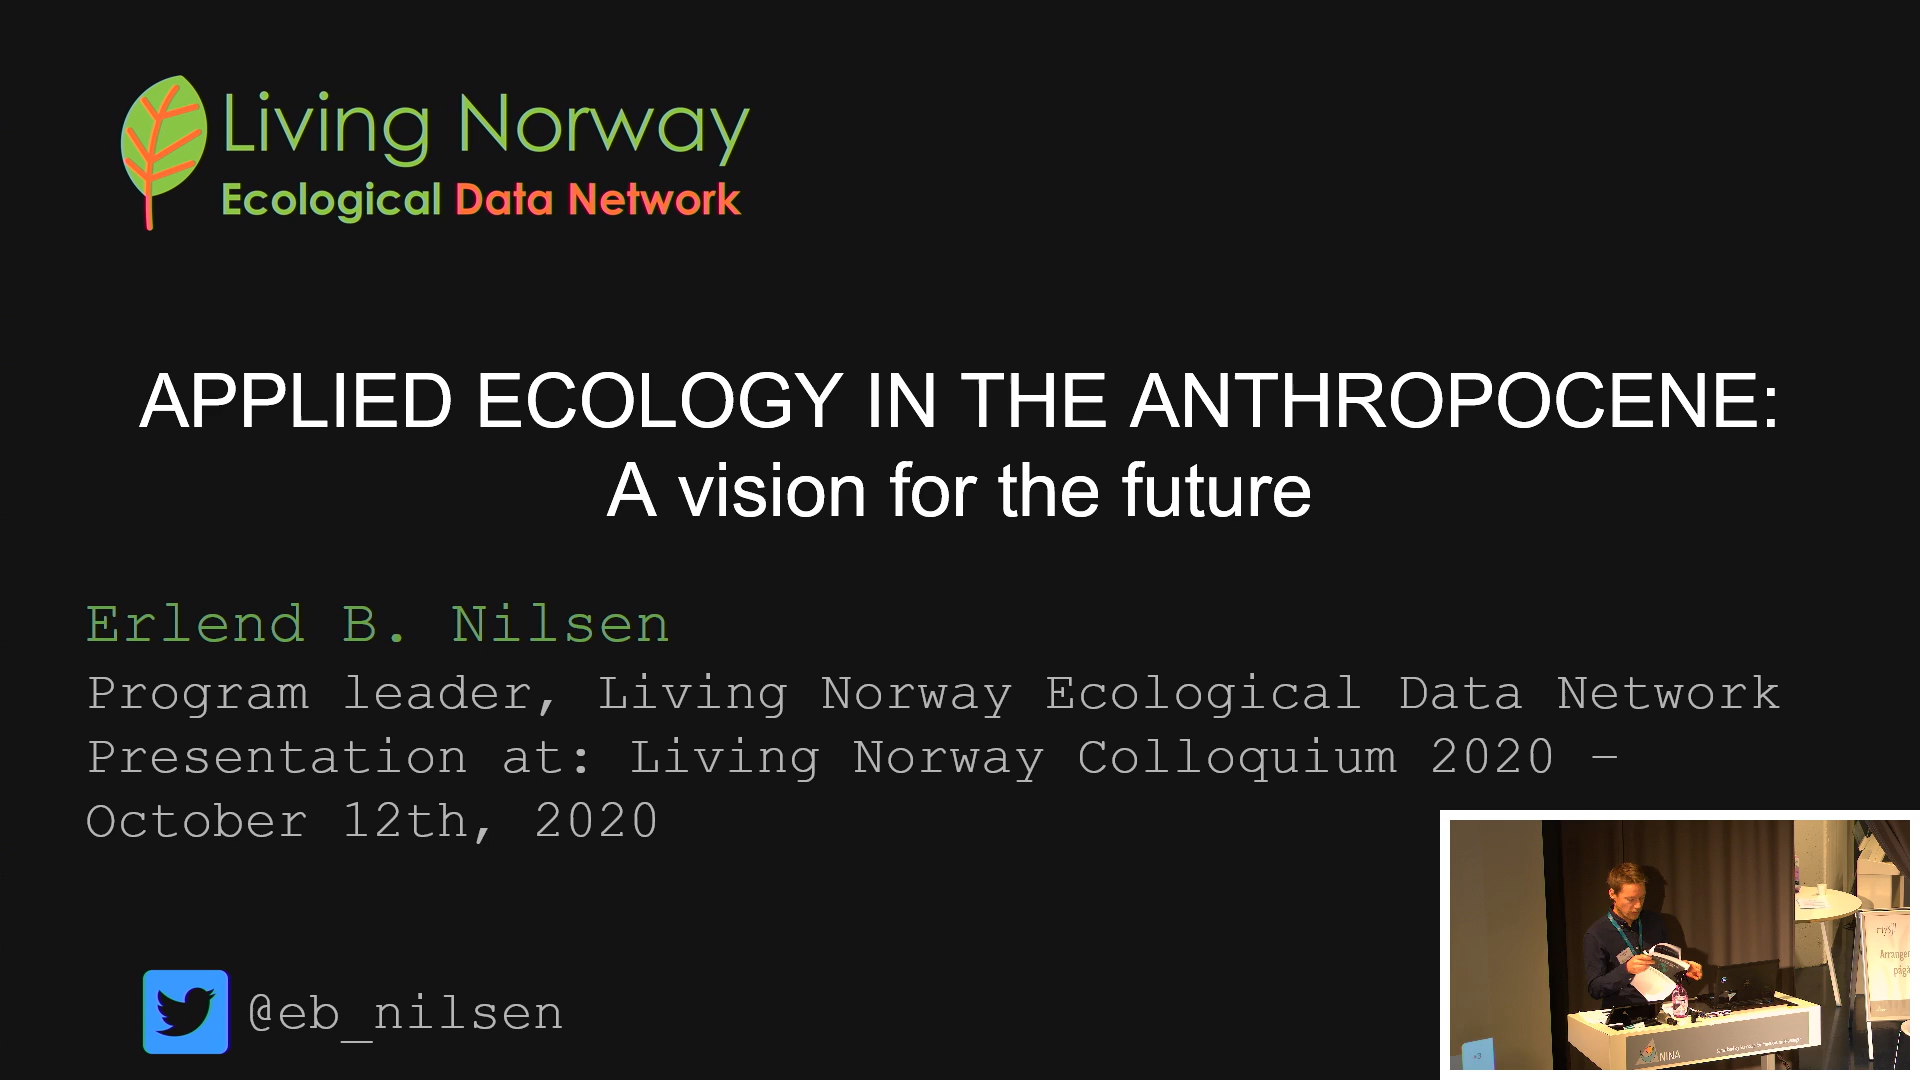 Living Norway
Ecological Data Network
APPLIED ECOLOGY IN THE ANTHROPOCENE:
A vision for the future
Erlend B. Nilsen
Program leader, Living Norway Ecological Data Network
Presentation at: Living Norway Colloquium 2020 –
October 12th, 2020
@eb_nilsen
NINA